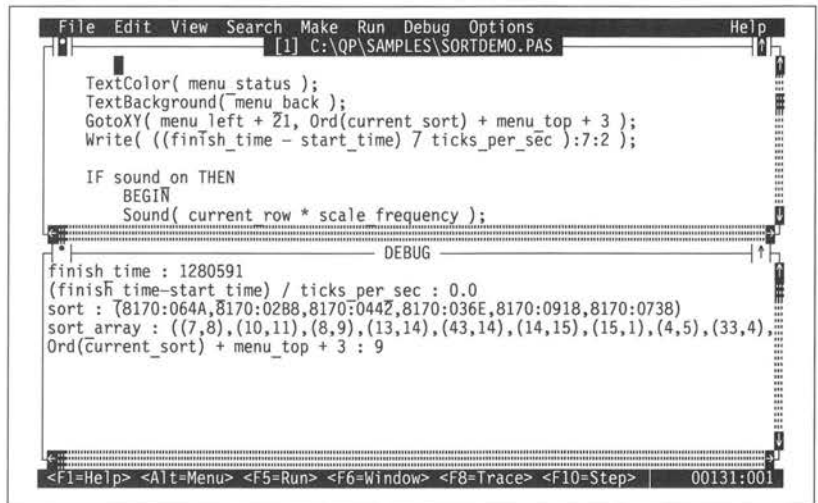 File Edit View Search Make Run Debug Options Help
[1] C:\QP\SAMPLES\SORTDEMO.PAS
TextColor( menu_status );
TextBackground( menu_back );
GotoXY( menu_left + 21, Ord(current_sort) + menu_top + 3 );
Write( ((finish_time - start_time) / ticks_per_sec ):7:2 );
IF sound_on THEN
BEGIN
Sound( current_row * scale_frequency );
DEBUG
finish_time : 1280591
(finish_time-start_time) / ticks_per_sec : 0.0
sort : (8170:064A,8170:02B8,8170:0442,8170:036E,8170:0918,8170:0738)
sort_array : ((7,8),(10,11),(8,9),(13,14),(43,14),(14,15),(15,1),(4,5),(33,4),
Ord(current_sort) + menu_top + 3 : 9
<F1=Help> <Alt=Menu> <F5=Run> <F6=Window> <F8=Trace> <F10=Step> 00131:001